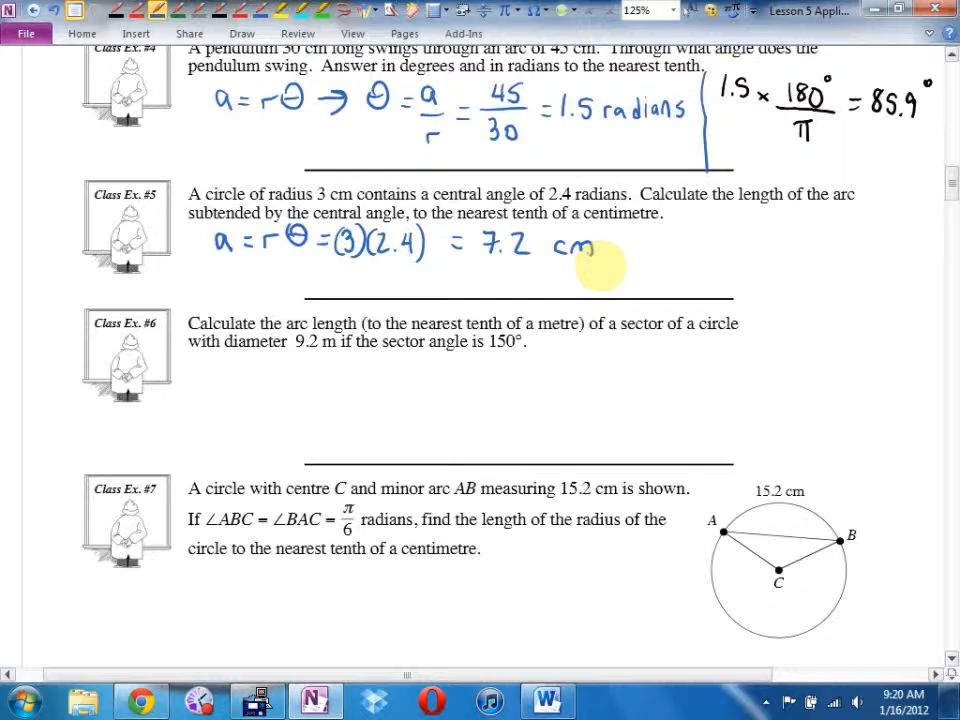 125%
Lesson 5 Appli...
File Home Insert Share Draw Review View Pages Add-Ins
Class Ex. #4
A pendulum 30 cm long swings through an arc of 45 cm. Through what angle does the
pendulum swing. Answer in degrees and in radians to the nearest tenth.
a = rθ → θ = a/r = 45/30 = 1.5 radians
1.5 × 180°/π = 85.9°
Class Ex. #5
A circle of radius 3 cm contains a central angle of 2.4 radians. Calculate the length of the arc
subtended by the central angle, to the nearest tenth of a centimetre.
a = rθ = (3)(2.4) = 7.2 cm
Class Ex. #6
Calculate the arc length (to the nearest tenth of a metre) of a sector of a circle
with diameter 9.2 m if the sector angle is 150°.
Class Ex. #7
A circle with centre C and minor arc AB measuring 15.2 cm is shown.
If ∠ABC = ∠BAC = π/6 radians, find the length of the radius of the
circle to the nearest tenth of a centimetre.
15.2 cm
A
B
C
9:20 AM
1/16/2012